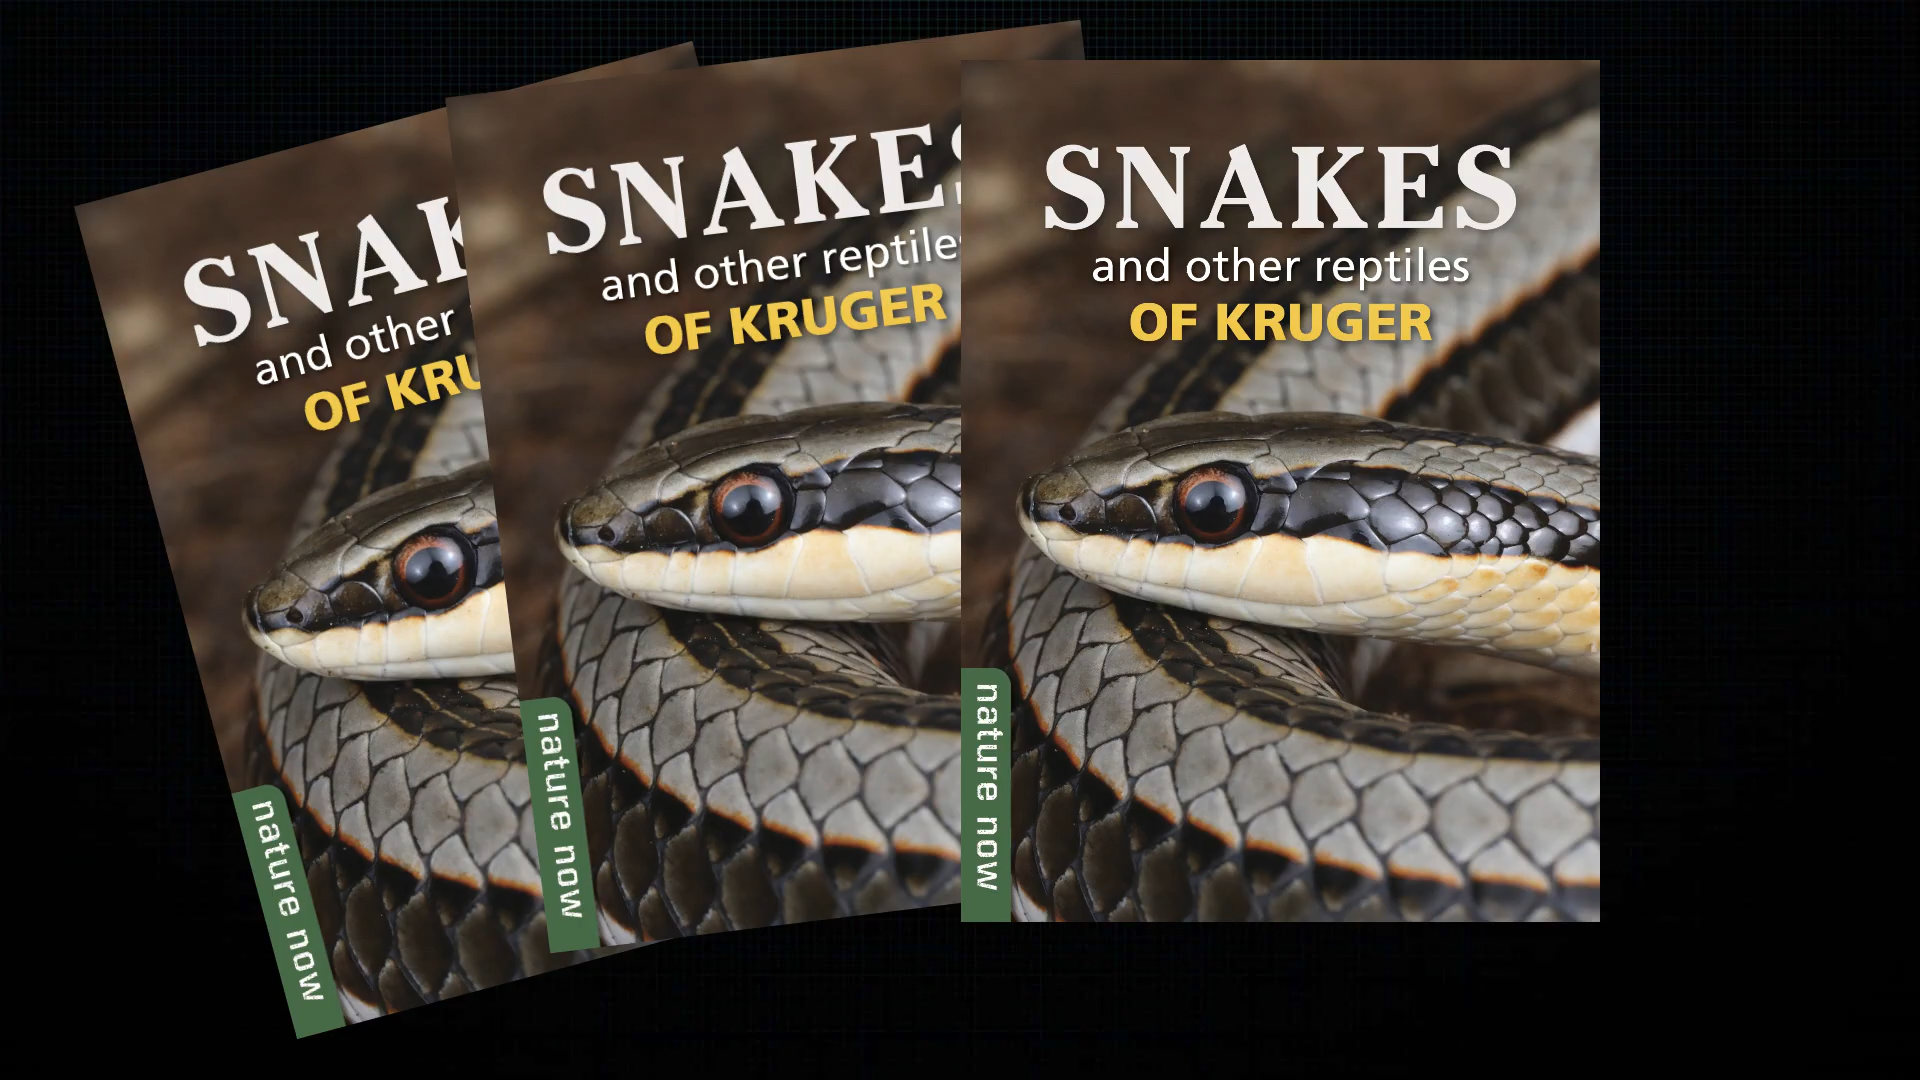 SNAK
and other
OF KRU
nature now
SNAKES
and other reptiles
OF KRUGER
nature now
SNAKES
and other reptiles
OF KRUGER
nature now